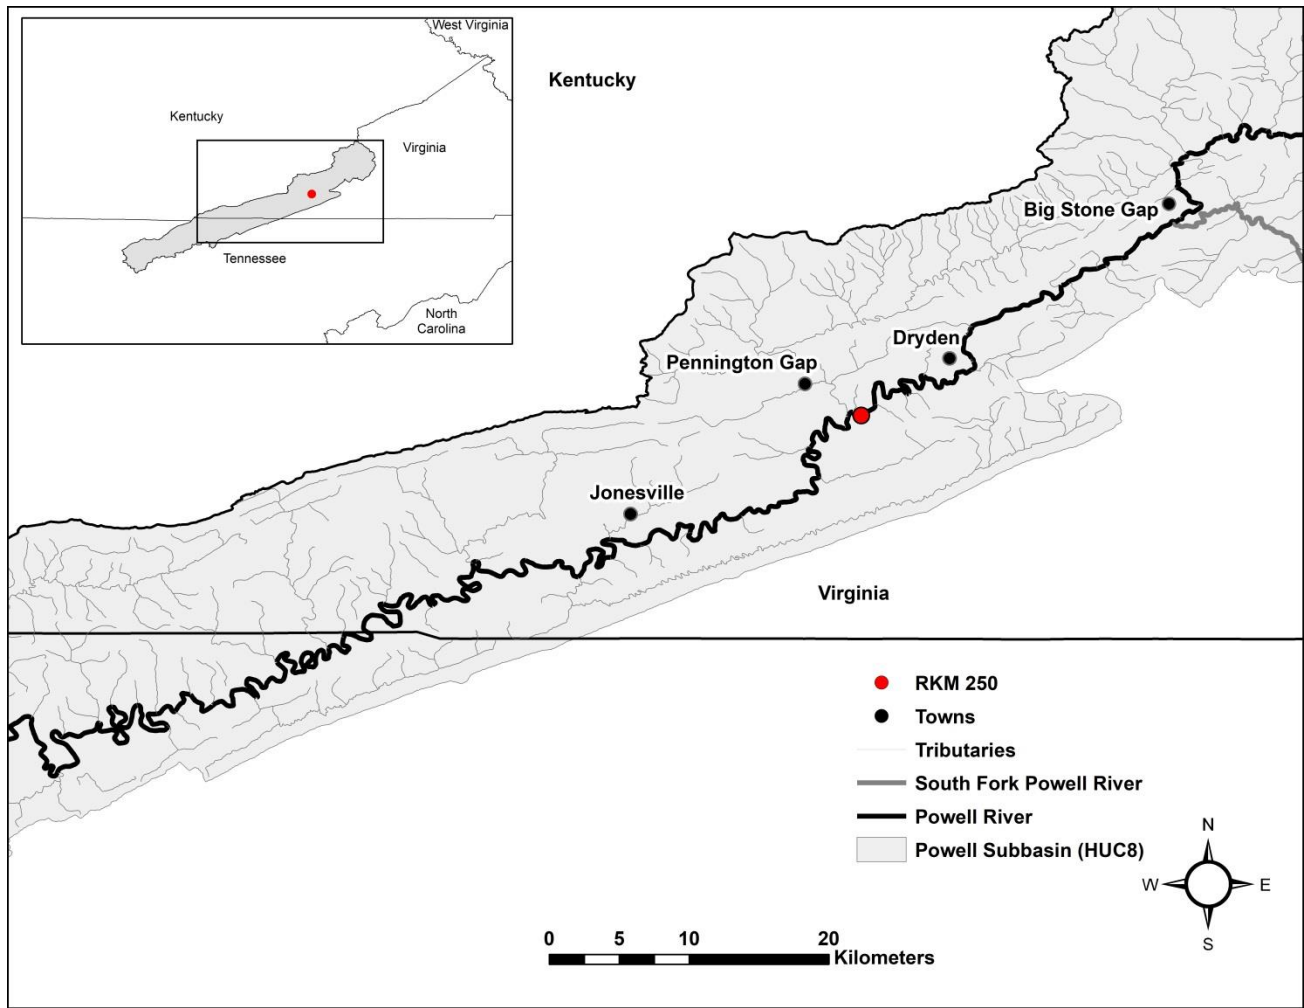 West Virginia
Kentucky
Kentucky
Virginia
Tennessee
North
Carolina
Big Stone Gap
Dryden
Pennington Gap
Jonesville
Virginia
RKM 250
Towns
Tributaries
South Fork Powell River
Powell River
Powell Subbasin (HUC8)
N
W
E
S
0 5 10 20
Kilometers